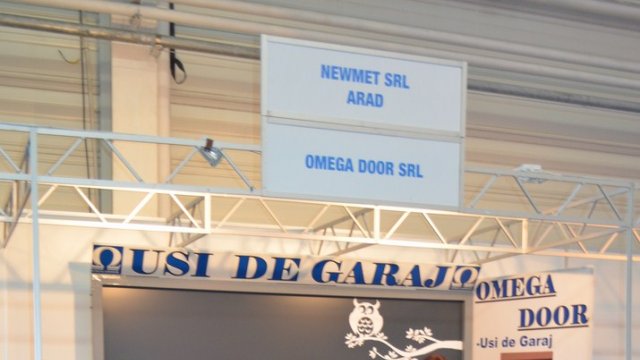 NEWMET SRL
ARAD
OMEGA DOOR SRL
Ω USI DE GARAJ Ω
OMEGA
DOOR
-Usi de Garaj